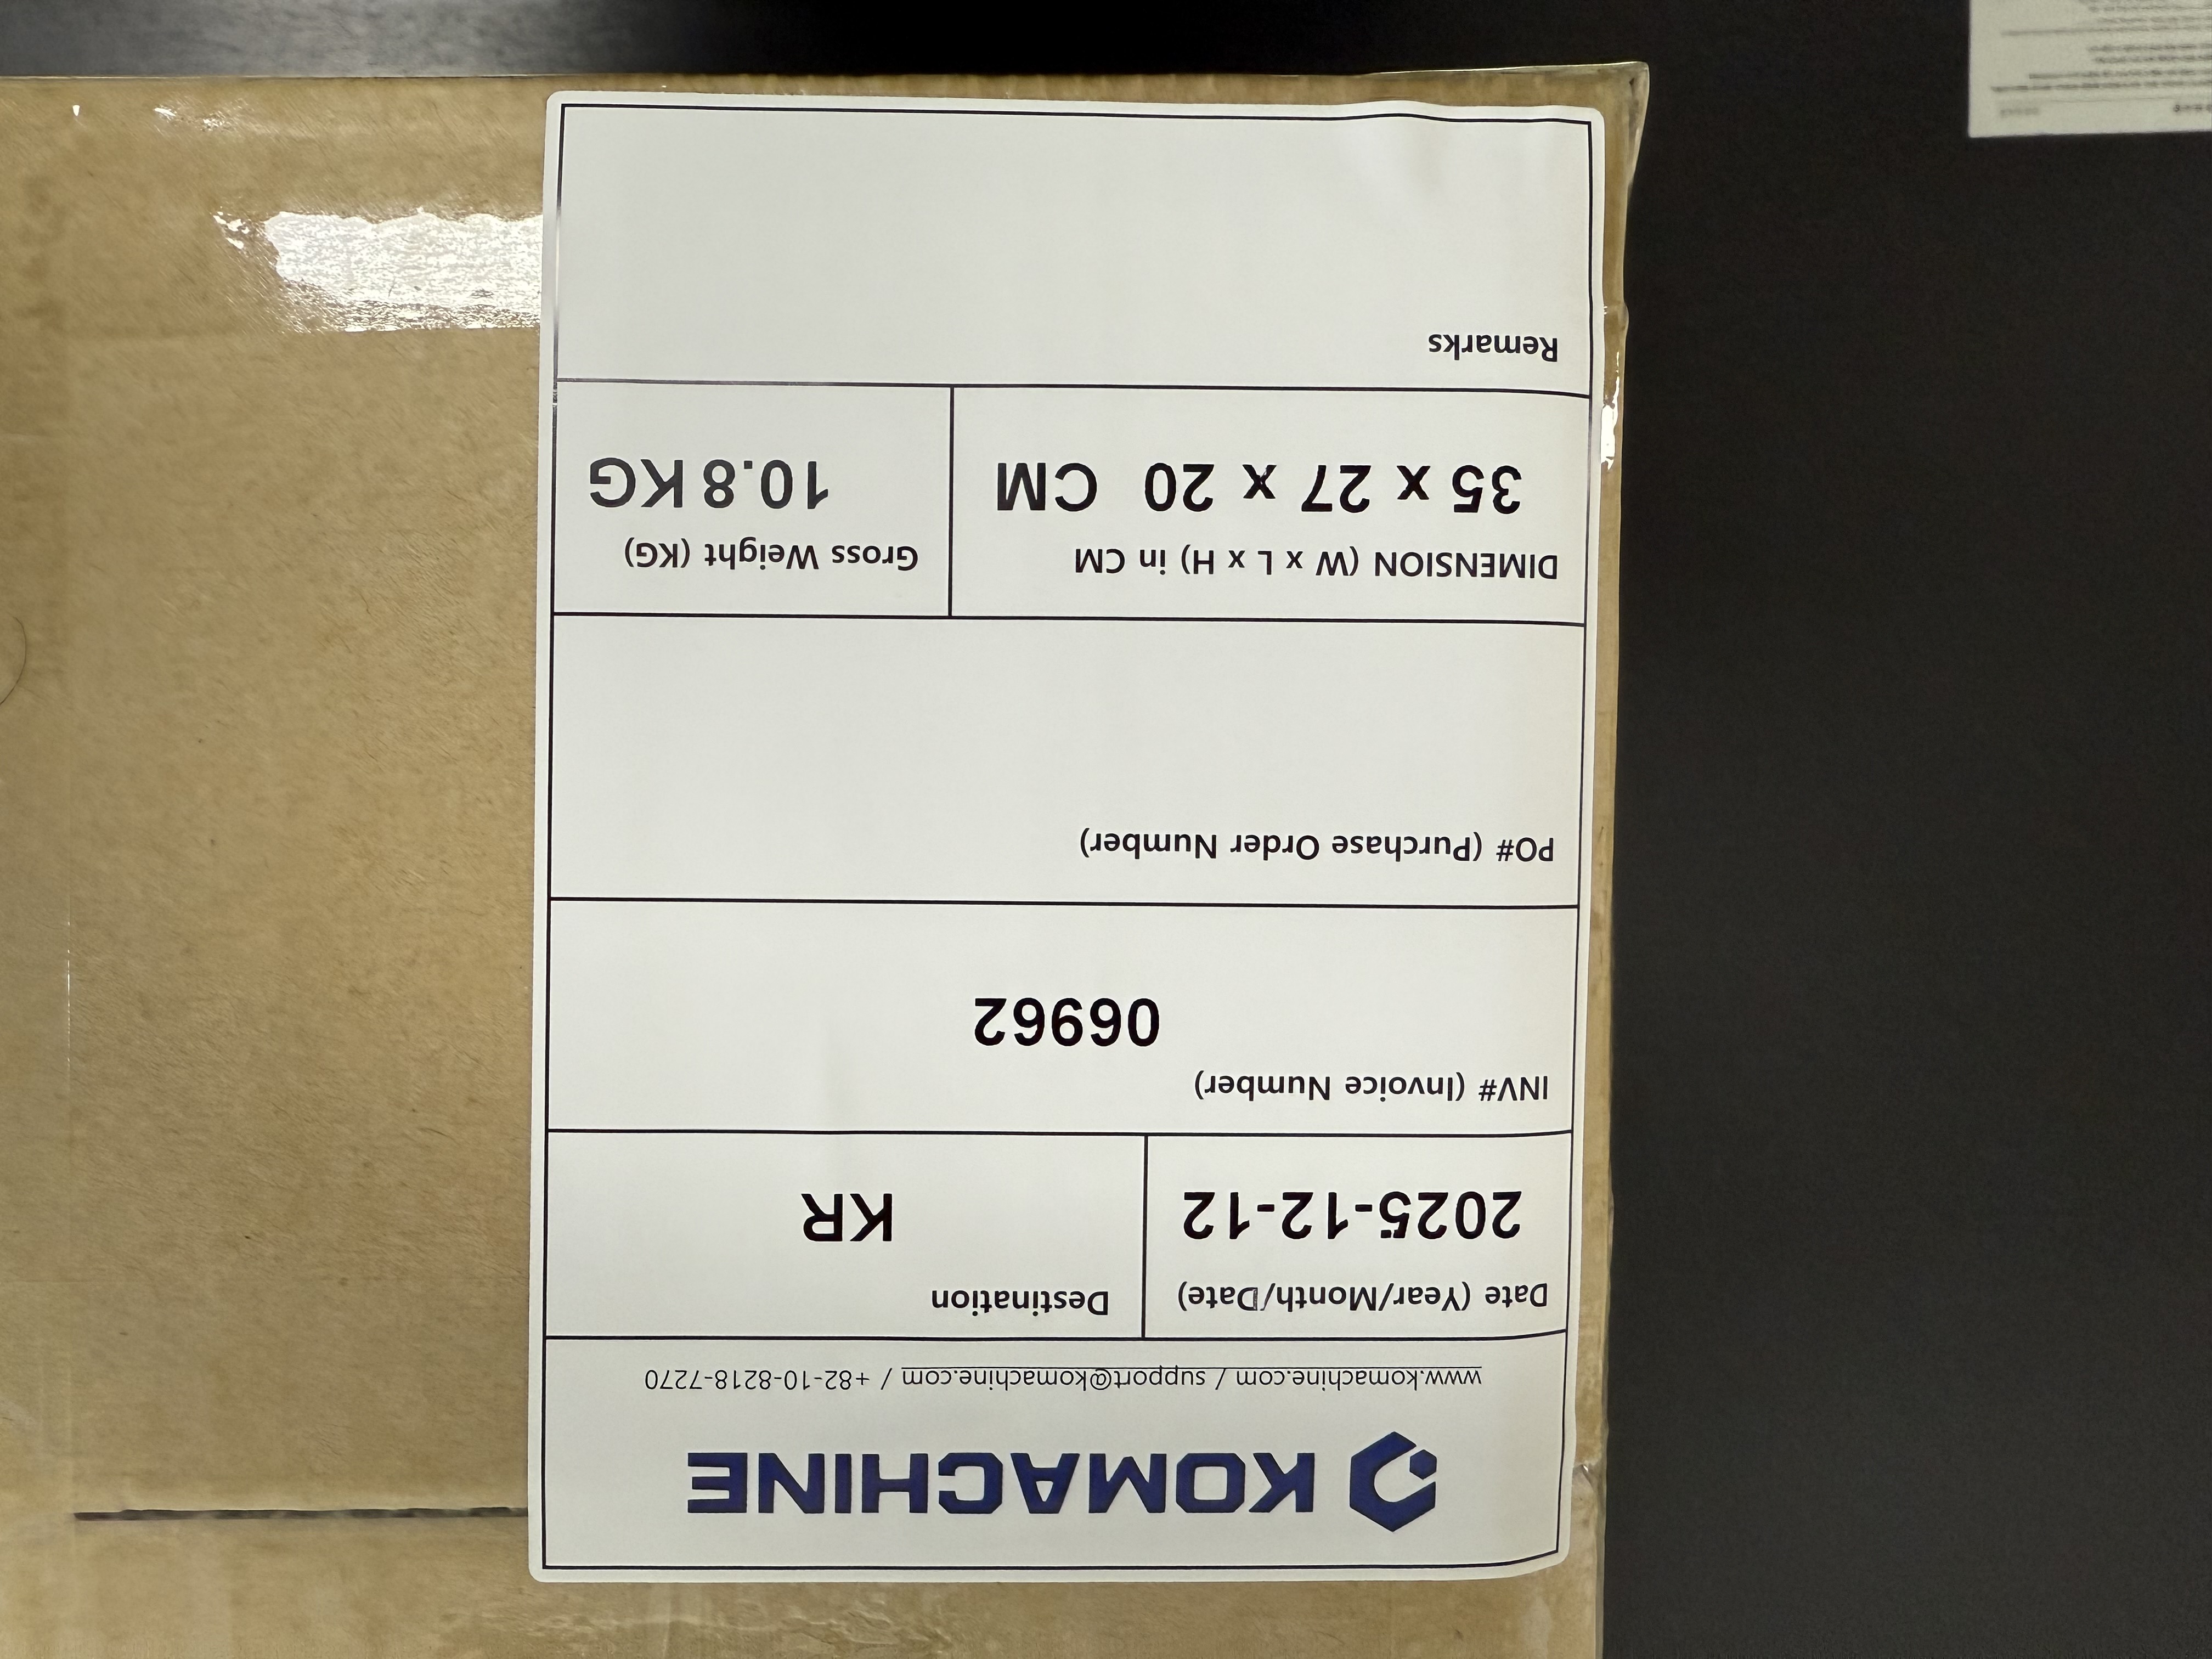 KOMACHINE
www.komachine.com / support@komachine.com / +82-10-8218-7270
Date (Year/Month/Date)
2025-12-12
Destination
KR
INV# (Invoice Number)
06962
PO# (Purchase Order Number)
DIMENSION (W x L x H) in CM
35 x 27 x 20 CM
Gross Weight (KG)
10.8 KG
Remarks